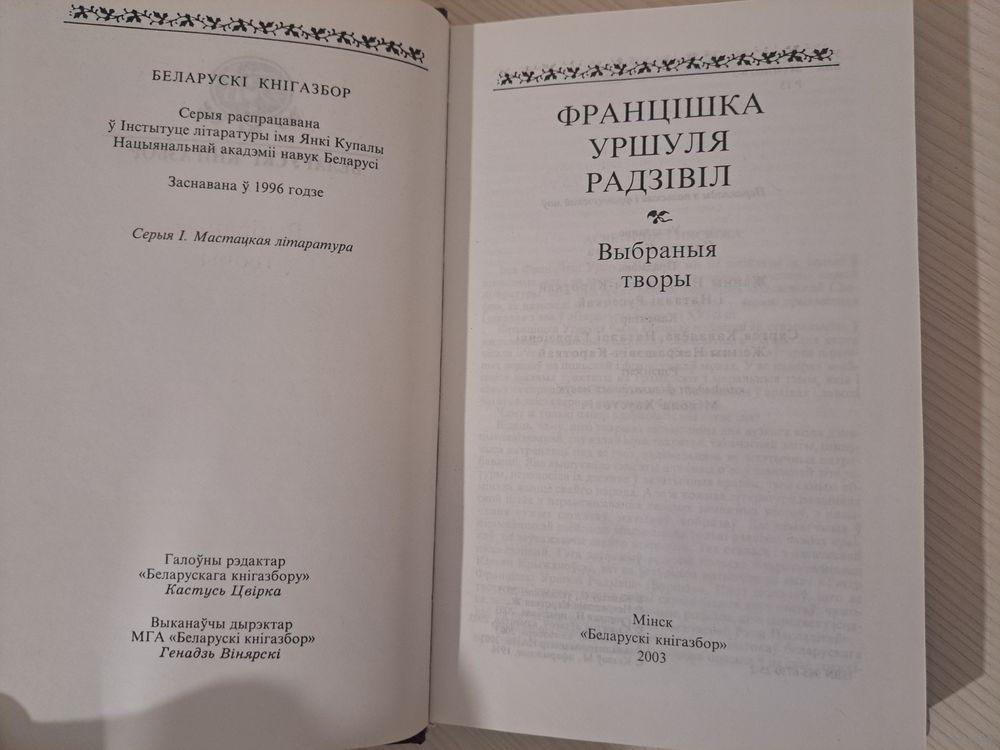 БЕЛАРУСКІ КНІГАЗБОР
Серыя распрацавана
ў Інстытуце літаратуры імя Янкі Купалы
Нацыянальнай акадэміі навук Беларусі
Заснавана ў 1996 годзе
Серыя I. Мастацкая літаратура
Галоўны рэдактар
«Беларускага кнігазбору»
Кастусь Цвірка
Выканаўчы дырэктар
МГА «Беларускі кнігазбор»
Генадзь Вінярскі
ФРАНЦІШКА
УРШУЛЯ
РАДЗІВІЛ
Выбраныя
творы
Мінск
«Беларускі кнігазбор»
2003